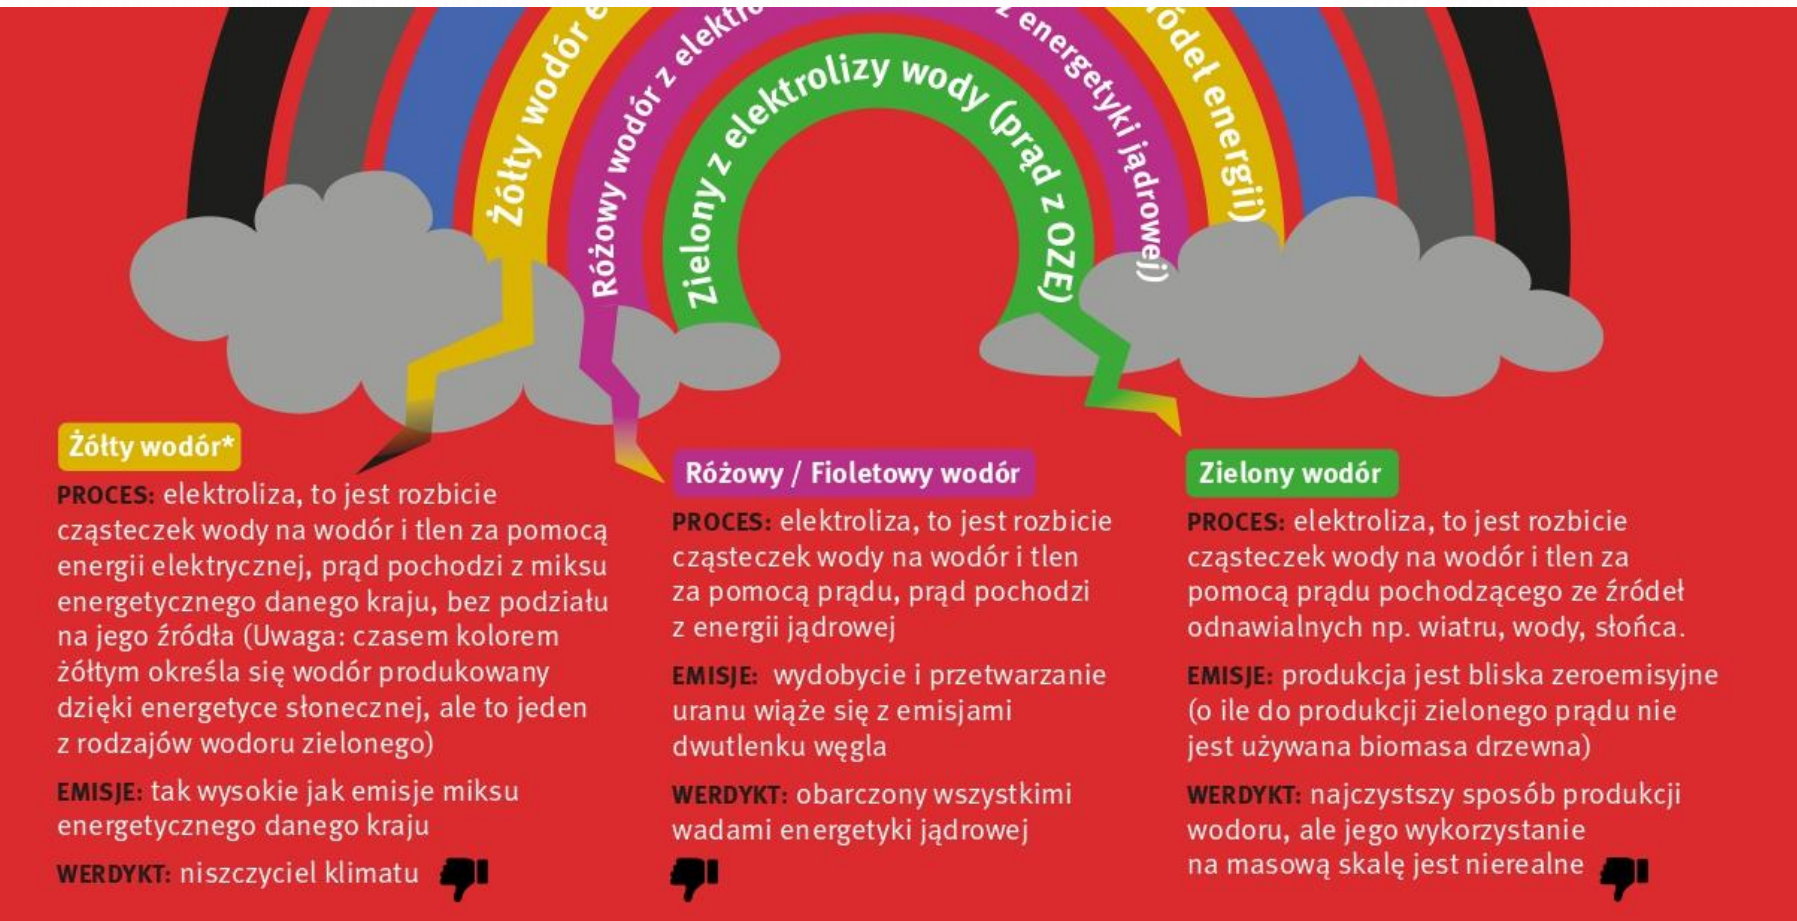 Żółty wodór
Różowy wodór z
Zielony z elektrolizy wody (prąd z OZE)
z energetyki jądrowej)
energii)
Żółty wodór*
PROCES: elektroliza, to jest rozbicie
cząsteczek wody na wodór i tlen za pomocą
energii elektrycznej, prąd pochodzi z miksu
energetycznego danego kraju, bez podziału
na jego źródła (Uwaga: czasem kolorem
żółtym określa się wodór produkowany
dzięki energetyce słonecznej, ale to jeden
z rodzajów wodoru zielonego)
EMISJE: tak wysokie jak emisje miksu
energetycznego danego kraju
WERDYKT: niszczyciel klimatu
Różowy / Fioletowy wodór
PROCES: elektroliza, to jest rozbicie
cząsteczek wody na wodór i tlen
za pomocą prądu, prąd pochodzi
z energii jądrowej
EMISJE: wydobycie i przetwarzanie
uranu wiąże się z emisjami
dwutlenku węgla
WERDYKT: obarczony wszystkimi
wadami energetyki jądrowej
Zielony wodór
PROCES: elektroliza, to jest rozbicie
cząsteczek wody na wodór i tlen za
pomocą prądu pochodzącego ze źródeł
odnawialnych np. wiatru, wody, słońca.
EMISJE: produkcja jest bliska zeroemisyjne
(o ile do produkcji zielonego prądu nie
jest używana biomasa drzewna)
WERDYKT: najczystszy sposób produkcji
wodoru, ale jego wykorzystanie
na masową skalę jest nierealne